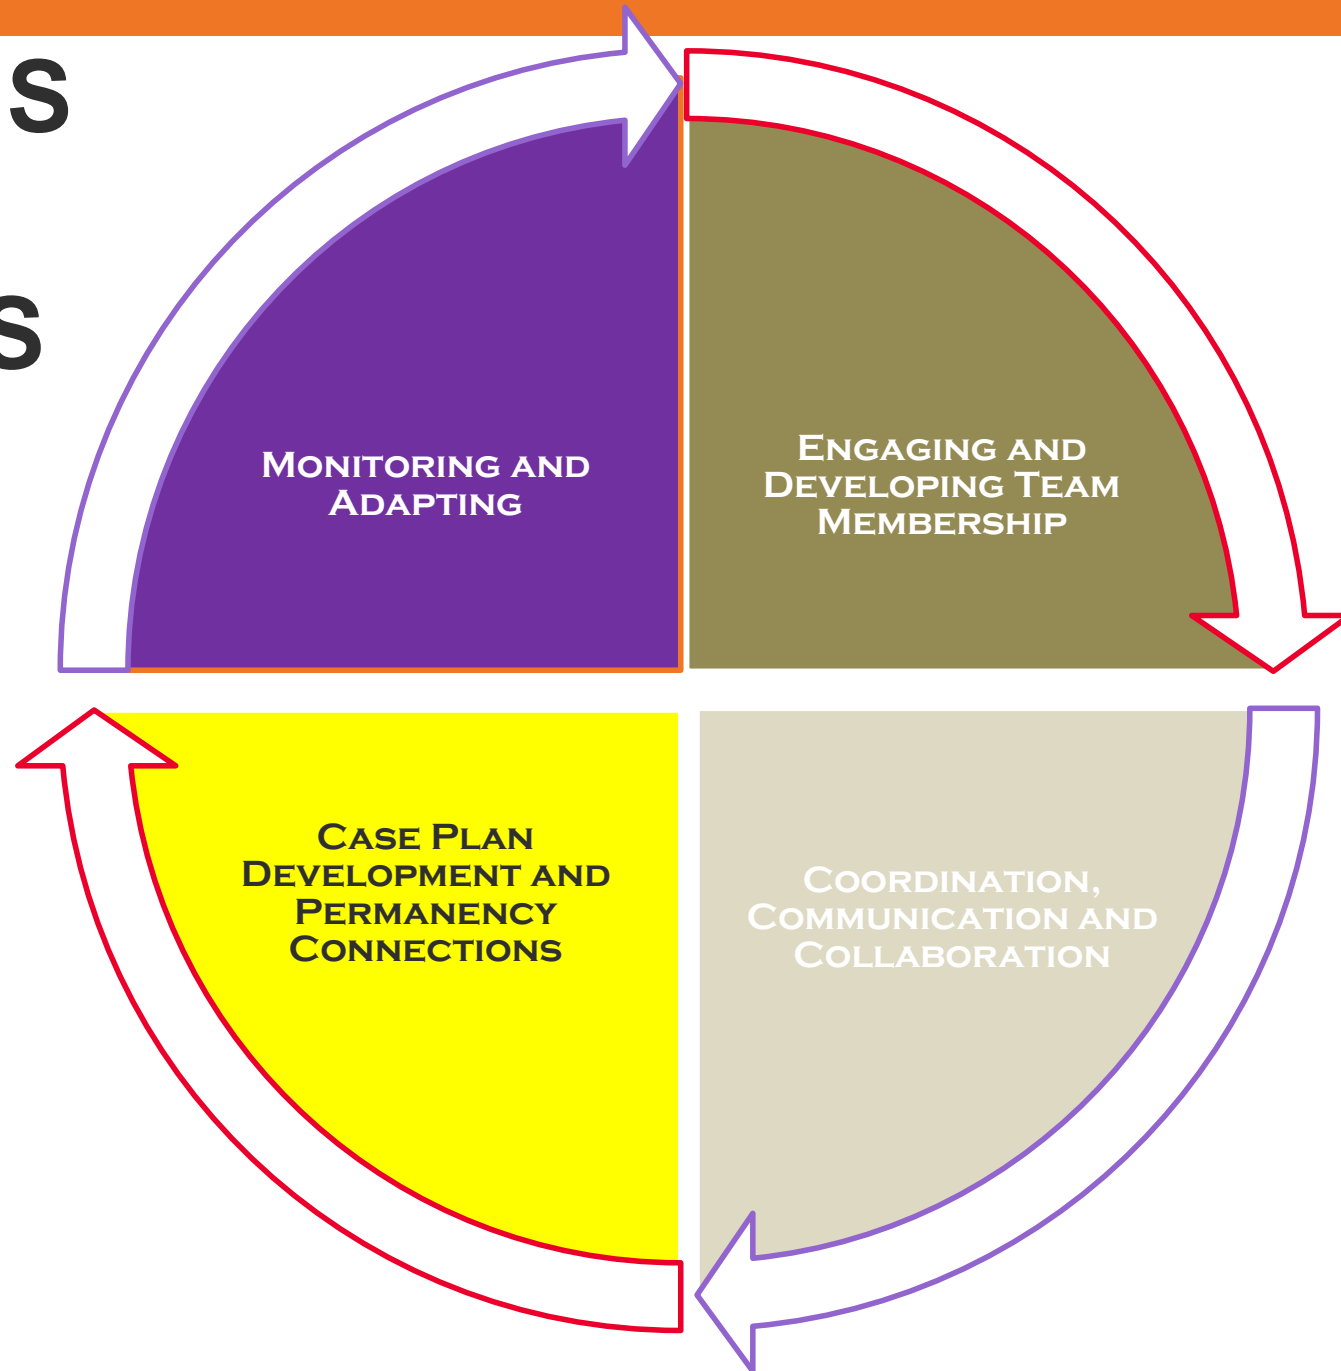 s
s
Monitoring and
Adapting
Engaging and
Developing Team
Membership
Case Plan
Development and
Permanency
Connections
Coordination,
Communication and
Collaboration